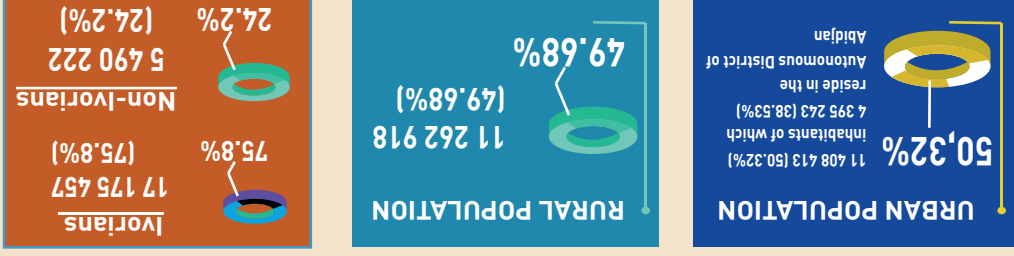 URBAN POPULATION
50,32%
11 408 413 (50.32%)
inhabitants of which
4 395 243 (38.53%)
reside in the
Autonomous District of
Abidjan
RURAL POPULATION
11 262 918
(49.68%)
49.68%
Ivorians
17 175 457
75.8%
(75.8%)
Non-Ivorians
5 490 222
(24.2%)
24.2%